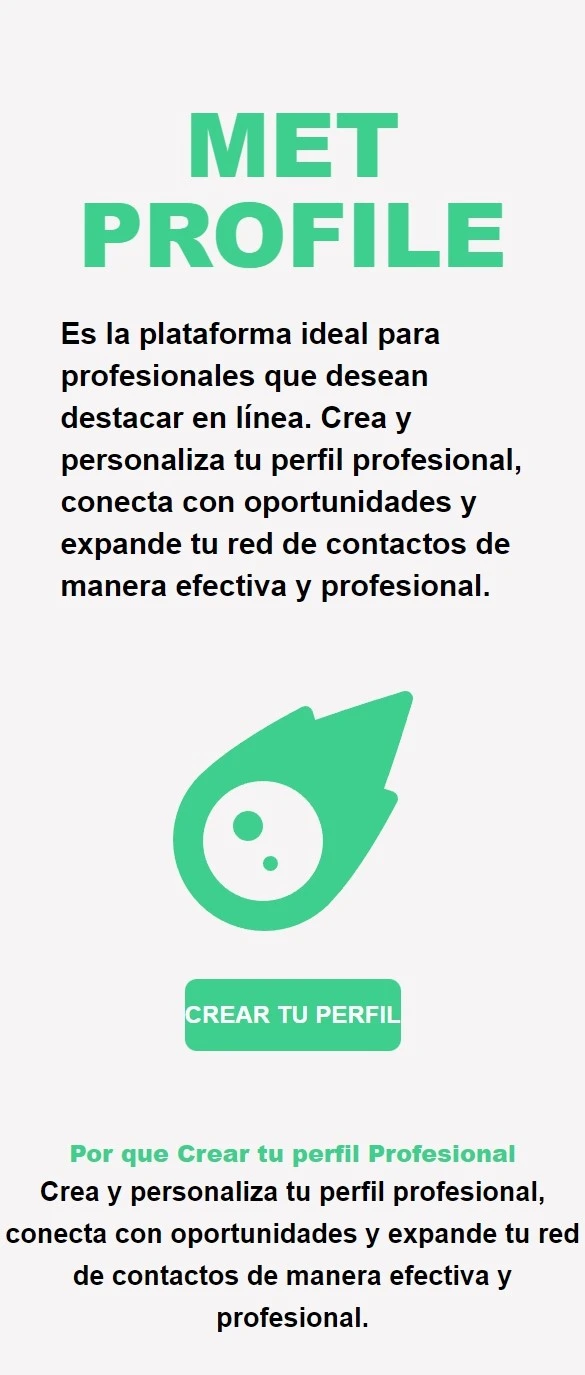 MET
PROFILE
Es la plataforma ideal para
profesionales que desean
destacar en línea. Crea y
personaliza tu perfil profesional,
conecta con oportunidades y
expande tu red de contactos de
manera efectiva y profesional.
CREAR TU PERFIL
Por que Crear tu perfil Profesional
Crea y personaliza tu perfil profesional,
conecta con oportunidades y expande tu red
de contactos de manera efectiva y
profesional.